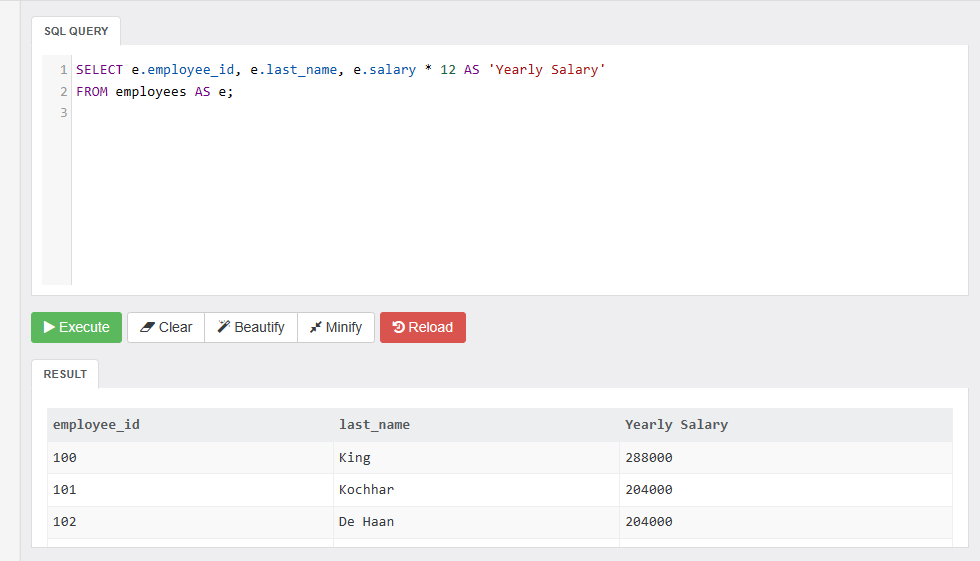 SQL QUERY
1 SELECT e.employee_id, e.last_name, e.salary * 12 AS 'Yearly Salary'
2 FROM employees AS e;
3
Execute Clear Beautify Minify Reload
RESULT
employee_id last_name Yearly Salary
100 King 288000
101 Kochhar 204000
102 De Haan 204000